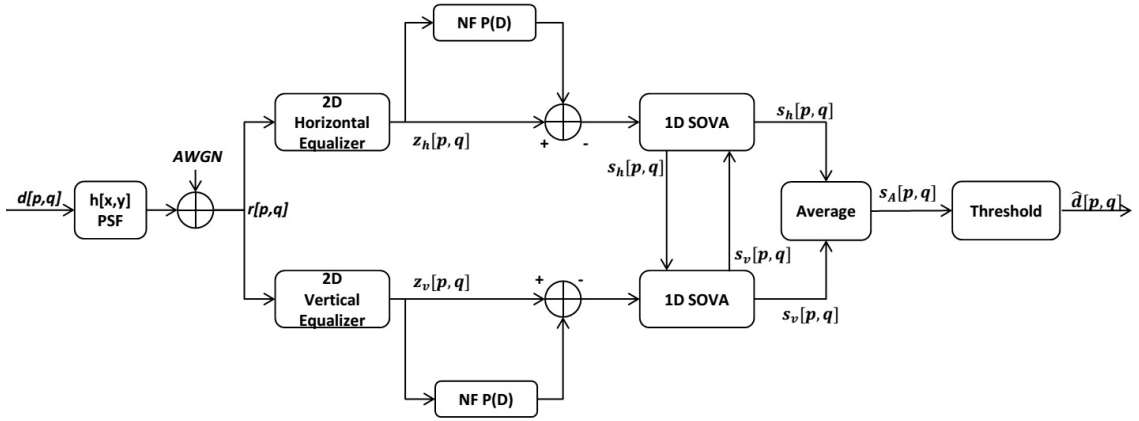 NF P(D)
2D
Horizontal
Equalizer
z_h[p, q]
+
-
1D SOVA
s_h[p, q]
s_h[p, q]
AWGN
d[p,q]
h[x,y]
PSF
r[p,q]
Average
s_A[p, q]
Threshold
d̂[p, q]
2D
Vertical
Equalizer
z_v[p, q]
+
-
1D SOVA
s_v[p, q]
s_v[p, q]
NF P(D)